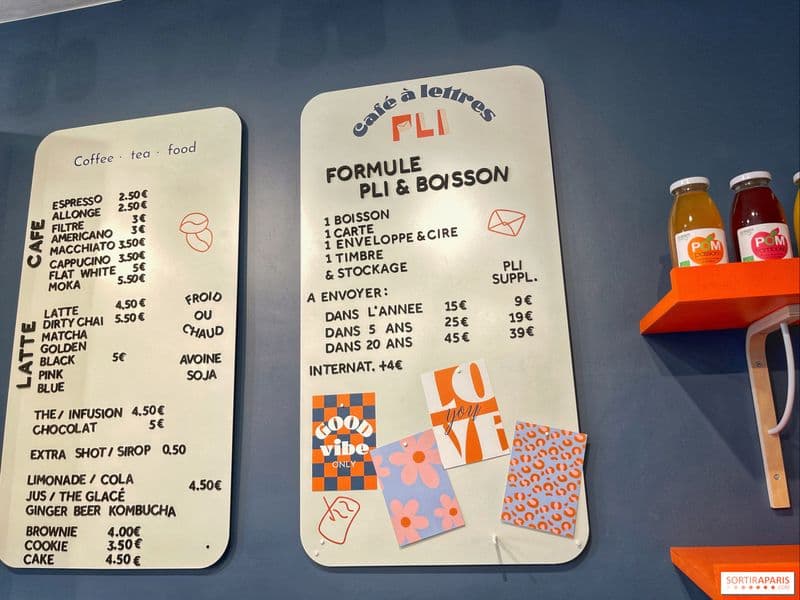 Coffee · tea · food
CAFE
ESPRESSO 2.50€
ALLONGE 2.50€
FILTRE 3€
AMERICANO 3€
MACCHIATO 3.50€
CAPPUCINO 3.50€
FLAT WHITE 5€
MOKA 5.50€
LATTE
LATTE 4.50€
DIRTY CHAI 5.50€
MATCHA
GOLDEN
BLACK 5€
PINK
BLUE
FROID
OU
CHAUD
AVOINE
SOJA
THE / INFUSION 4.50€
CHOCOLAT 5€
EXTRA SHOT / SIROP 0.50
LIMONADE / COLA
JUS / THE GLACÉ 4.50€
GINGER BEER KOMBUCHA
BROWNIE 4.00€
COOKIE 3.50€
CAKE 4.50€
Café à lettres
PLI
FORMULE
PLI & BOISSON
1 BOISSON
1 CARTE
1 ENVELOPPE & CIRE
1 TIMBRE
& STOCKAGE
PLI
SUPPL.
A ENVOYER :
DANS L'ANNEE 15€ 9€
DANS 5 ANS 25€ 19€
DANS 20 ANS 45€ 39€
INTERNAT. +4€
GOOD
vibe
ONLY
LO
you
VE
POM
POM
SORTIRAPARIS